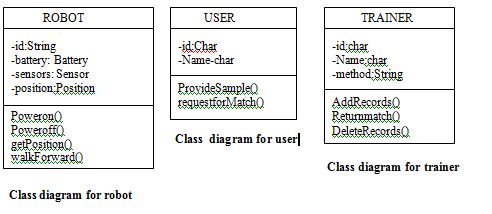 ROBOT
-id:String
-battery: Battery
-sensors: Sensor
-position:Position
Poweron()
Poweroff()
getPosition()
walkForward()
Class diagram for robot
USER
-id:Char
-Name-char
ProvideSample()
requestforMatch()
Class diagram for user
TRAINER
-id:char
-Name:char
-method:String
AddRecords()
Returnmatch()
DeleteRecords()
Class diagram for trainer